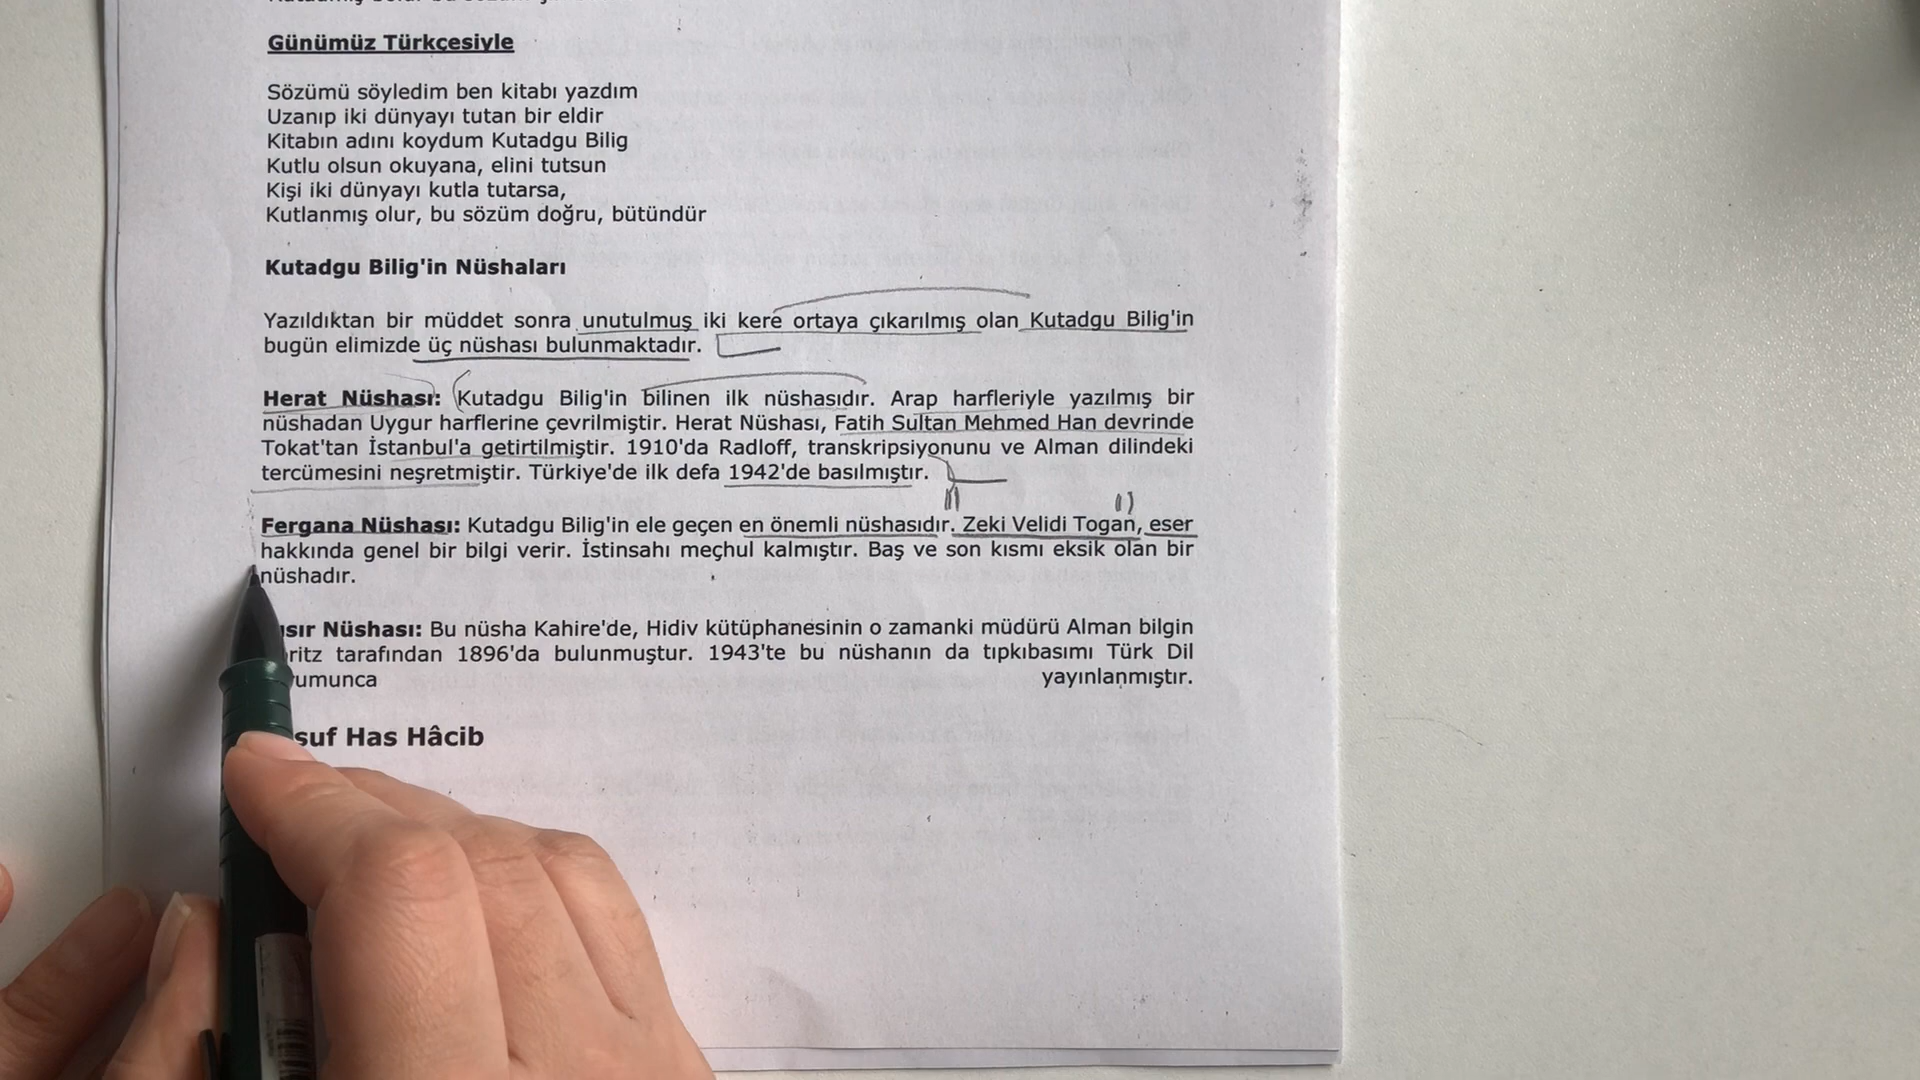 Günümüz Türkçesiyle
Sözümü söyledim ben kitabı yazdım
Uzanıp iki dünyayı tutan bir eldir
Kitabın adını koydum Kutadgu Bilig
Kutlu olsun okuyana, elini tutsun
Kişi iki dünyayı kutla tutarsa,
Kutlanmış olur, bu sözüm doğru, bütündür
Kutadgu Bilig'in Nüshaları
Yazıldıktan bir müddet sonra unutulmuş iki kere ortaya çıkarılmış olan Kutadgu Bilig'in
bugün elimizde üç nüshası bulunmaktadır.
Herat Nüshası: Kutadgu Bilig'in bilinen ilk nüshasıdır. Arap harfleriyle yazılmış bir
nüshadan Uygur harflerine çevrilmiştir. Herat Nüshası, Fatih Sultan Mehmed Han devrinde
Tokat'tan İstanbul'a getirtilmiştir. 1910'da Radloff, transkripsiyonunu ve Alman dilindeki
tercümesini neşretmiştir. Türkiye'de ilk defa 1942'de basılmıştır.
Fergana Nüshası: Kutadgu Bilig'in ele geçen en önemli nüshasıdır. Zeki Velidi Togan, eser
hakkında genel bir bilgi verir. İstinsahı meçhul kalmıştır. Baş ve son kısmı eksik olan bir
nüshadır.
Nüshası: Bu nüsha Kahire'de, Hidiv kütüphanesinin o zamanki müdürü Alman bilgin
tarafından 1896'da bulunmuştur. 1943'te bu nüshanın da tıpkıbasımı Türk Dil
yayınlanmıştır.
Has Hâcib